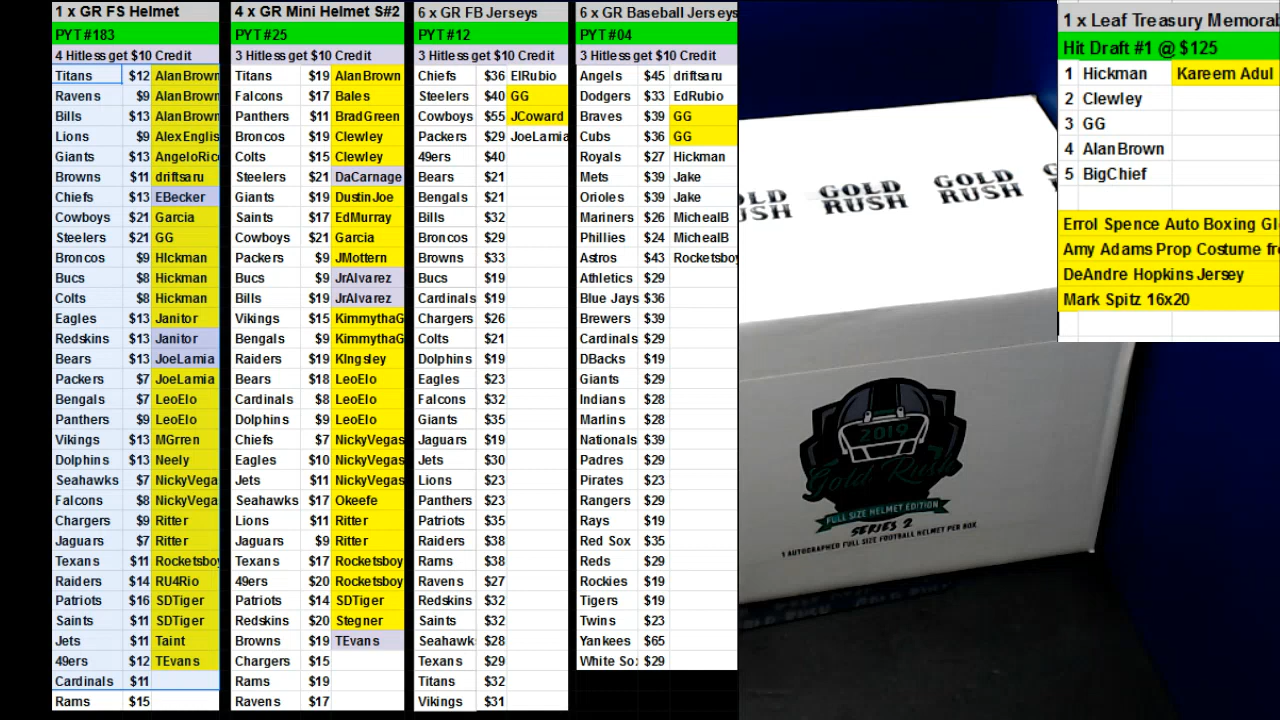 1 x GR FS Helmet
PYT #183
4 Hitless get $10 Credit
Titans $12 AlanBrown
Ravens $9 AlanBrown
Bills $13 AlanBrown
Lions $9 AlexEnglis
Giants $13 AngeloRic
Browns $11 driftsaru
Chiefs $13 EBecker
Cowboys $21 Garcia
Steelers $21 GG
Broncos $9 HIckman
Bucs $8 Hickman
Colts $8 Hickman
Eagles $13 Janitor
Redskins $13 Janitor
Bears $13 JoeLamia
Packers $7 JoeLamia
Bengals $7 LeoElo
Panthers $9 LeoElo
Vikings $13 MGrren
Dolphins $13 Neely
Seahawks $7 NickyVega
Falcons $8 NickyVega
Chargers $9 Ritter
Jaguars $7 Ritter
Texans $11 Rocketsboy
Raiders $14 RU4Rio
Patriots $16 SDTiger
Saints $11 SDTiger
Jets $11 Taint
49ers $12 TEvans
Cardinals $11
Rams $15
4 x GR Mini Helmet S#2
PYT #25
3 Hitless get $10 Credit
Titans $19 AlanBrown
Falcons $17 Bales
Panthers $11 BradGreen
Broncos $19 Clewley
Colts $15 Clewley
Steelers $21 DaCarnage
Giants $19 DustinJoe
Saints $17 EdMurray
Cowboys $21 Garcia
Packers $9 JMottern
Bucs $9 JrAlvarez
Bills $19 JrAlvarez
Vikings $15 KimmythaG
Bengals $9 KimmythaG
Raiders $19 KIngsley
Bears $18 LeoElo
Cardinals $8 LeoElo
Dolphins $9 LeoElo
Chiefs $7 NickyVegas
Eagles $10 NickyVegas
Jets $11 NickyVegas
Seahawks $17 Okeefe
Lions $11 Ritter
Jaguars $9 Ritter
Texans $17 Rocketsboy
49ers $20 Rocketsboy
Patriots $14 SDTiger
Redskins $20 Stegner
Browns $19 TEvans
Chargers $15
Rams $19
Ravens $17
6 x GR FB Jerseys
PYT #12
3 Hitless get $10 Credit
Chiefs $36 ElRubio
Steelers $40 GG
Cowboys $55 JCoward
Packers $29 JoeLamia
49ers $40
Bears $21
Bengals $21
Bills $32
Broncos $29
Browns $33
Bucs $19
Cardinals $19
Chargers $26
Colts $21
Dolphins $19
Eagles $23
Falcons $32
Giants $35
Jaguars $19
Jets $30
Lions $23
Panthers $23
Patriots $35
Raiders $38
Rams $38
Ravens $27
Redskins $32
Saints $32
Seahawk $28
Texans $29
Titans $32
Vikings $31
6 x GR Baseball Jerseys
PYT #04
3 Hitless get $10 Credit
Angels $45 driftsaru
Dodgers $33 EdRubio
Braves $39 GG
Cubs $36 GG
Royals $27 Hickman
Mets $39 Jake
Orioles $39 Jake
Mariners $26 MichealB
Phillies $24 MichealB
Astros $43 Rocketsboy
Athletics $29
Blue Jays $36
Brewers $39
Cardinals $29
DBacks $19
Giants $29
Indians $28
Marlins $28
Nationals $39
Padres $29
Pirates $23
Rangers $29
Rays $19
Red Sox $35
Reds $29
Rockies $19
Tigers $19
Twins $23
Yankees $65
White Sox $29
OLD GOLD GOLD G
USH RUSH RUSH
2019
Gold Rush
FULL SIZE HELMET EDITION
SERIES 2
1 AUTOGRAPHED FULL SIZE FOOTBALL HELMET PER BOX
1 x Leaf Treasury Memorab
Hit Draft #1 @ $125
1 Hickman Kareem Adul
2 Clewley
3 GG
4 AlanBrown
5 BigChief
Errol Spence Auto Boxing Gl
Amy Adams Prop Costume fr
DeAndre Hopkins Jersey
Mark Spitz 16x20